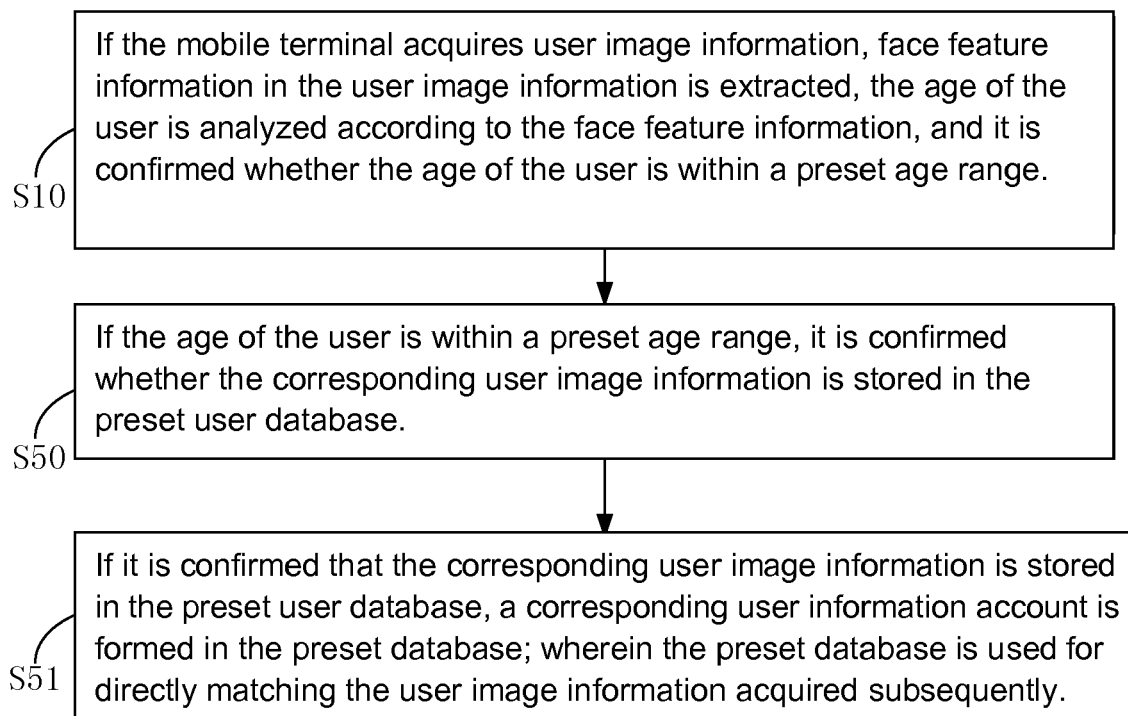 If the mobile terminal acquires user image information, face feature
information in the user image information is extracted, the age of the
user is analyzed according to the face feature information, and it is
confirmed whether the age of the user is within a preset age range.
S10
If the age of the user is within a preset age range, it is confirmed
whether the corresponding user image information is stored in the
preset user database.
S50
If it is confirmed that the corresponding user image information is stored
in the preset user database, a corresponding user information account is
formed in the preset database; wherein the preset database is used for
directly matching the user image information acquired subsequently.
S51